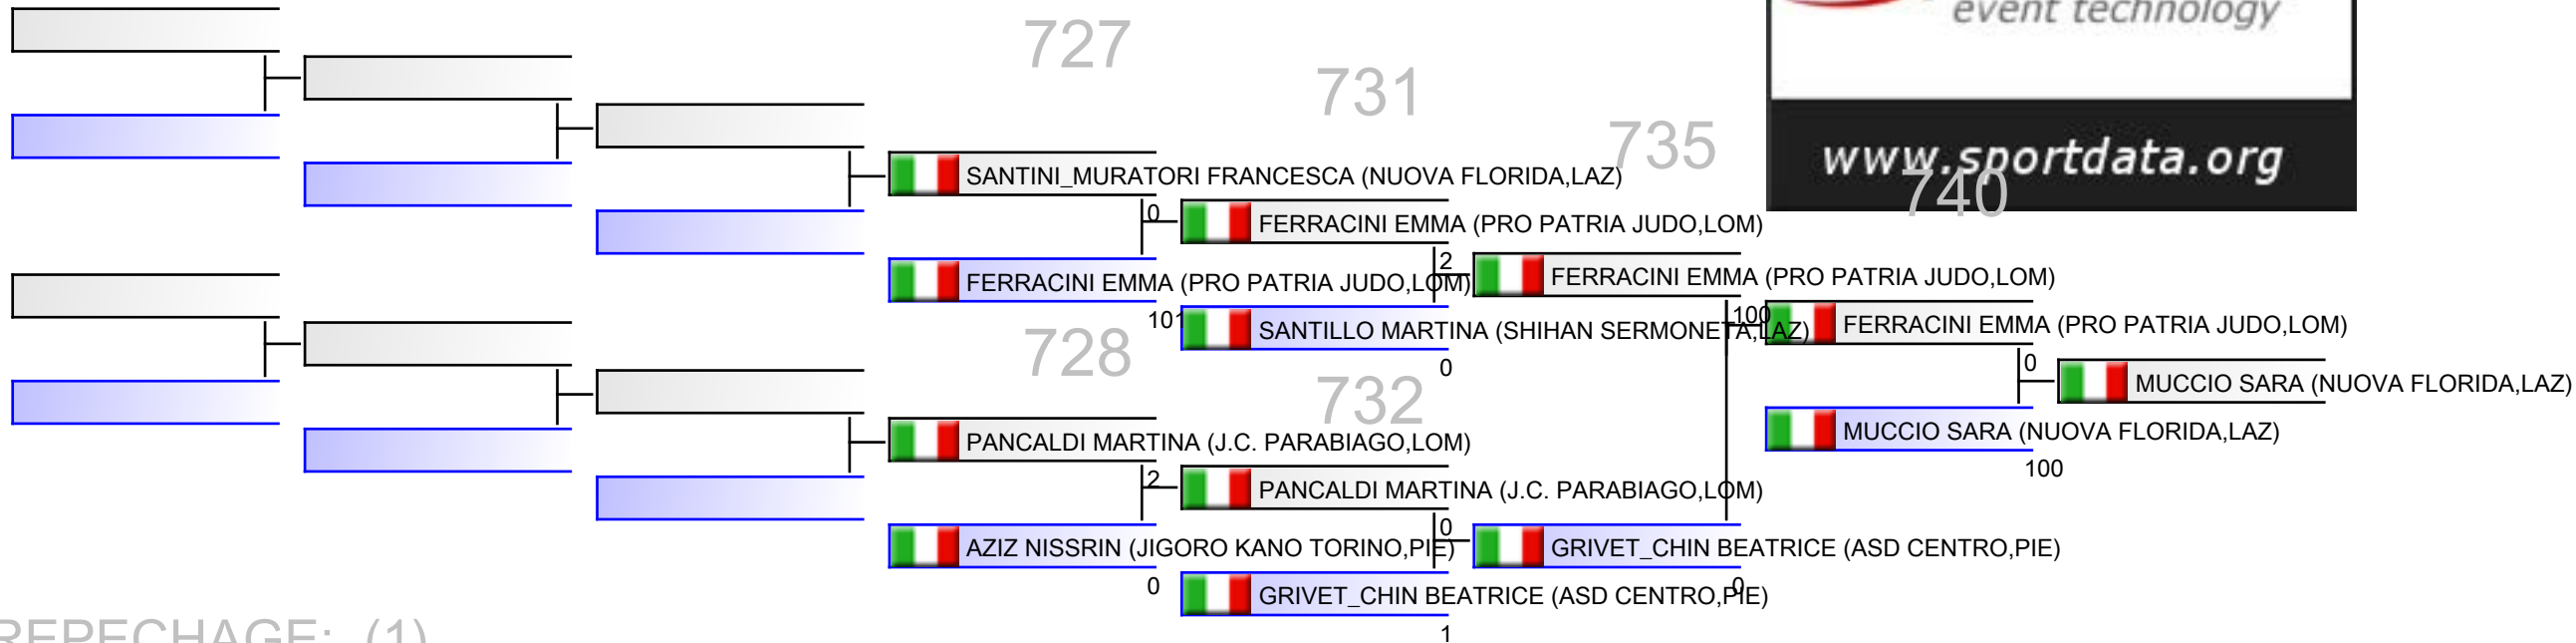 event technology
727
731
735
www.sportdata.org
740
SANTINI_MURATORI FRANCESCA (NUOVA FLORIDA,LAZ)
0
FERRACINI EMMA (PRO PATRIA JUDO,LOM)
2
FERRACINI EMMA (PRO PATRIA JUDO,LOM)
FERRACINI EMMA (PRO PATRIA JUDO,LOM)
101
100
SANTILLO MARTINA (SHIHAN SERMONETA,LAZ)
FERRACINI EMMA (PRO PATRIA JUDO,LOM)
728
0
0
732
MUCCIO SARA (NUOVA FLORIDA,LAZ)
MUCCIO SARA (NUOVA FLORIDA,LAZ)
100
PANCALDI MARTINA (J.C. PARABIAGO,LOM)
2
PANCALDI MARTINA (J.C. PARABIAGO,LOM)
0
AZIZ NISSRIN (JIGORO KANO TORINO,PIE)
GRIVET_CHIN BEATRICE (ASD CENTRO,PIE)
0
0
GRIVET_CHIN BEATRICE (ASD CENTRO,PIE)
1
REPECHAGE: (1)